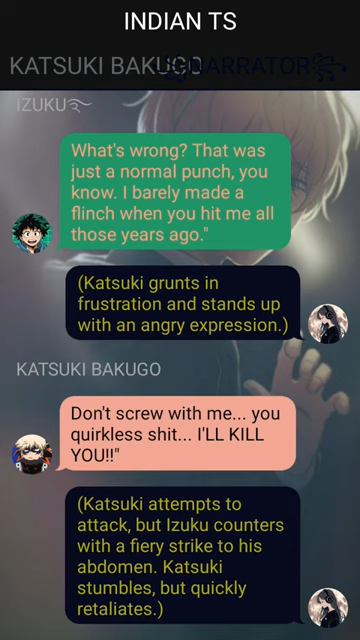 INDIAN TS
KATSUKI BAKUGO
NARRATOR
IZUKU
What's wrong? That was
just a normal punch, you
know. I barely made a
flinch when you hit me all
those years ago."
(Katsuki grunts in
frustration and stands up
with an angry expression.)
KATSUKI BAKUGO
Don't screw with me... you
quirkless shit... I'LL KILL
YOU!!"
(Katsuki attempts to
attack, but Izuku counters
with a fiery strike to his
abdomen. Katsuki
stumbles, but quickly
retaliates.)